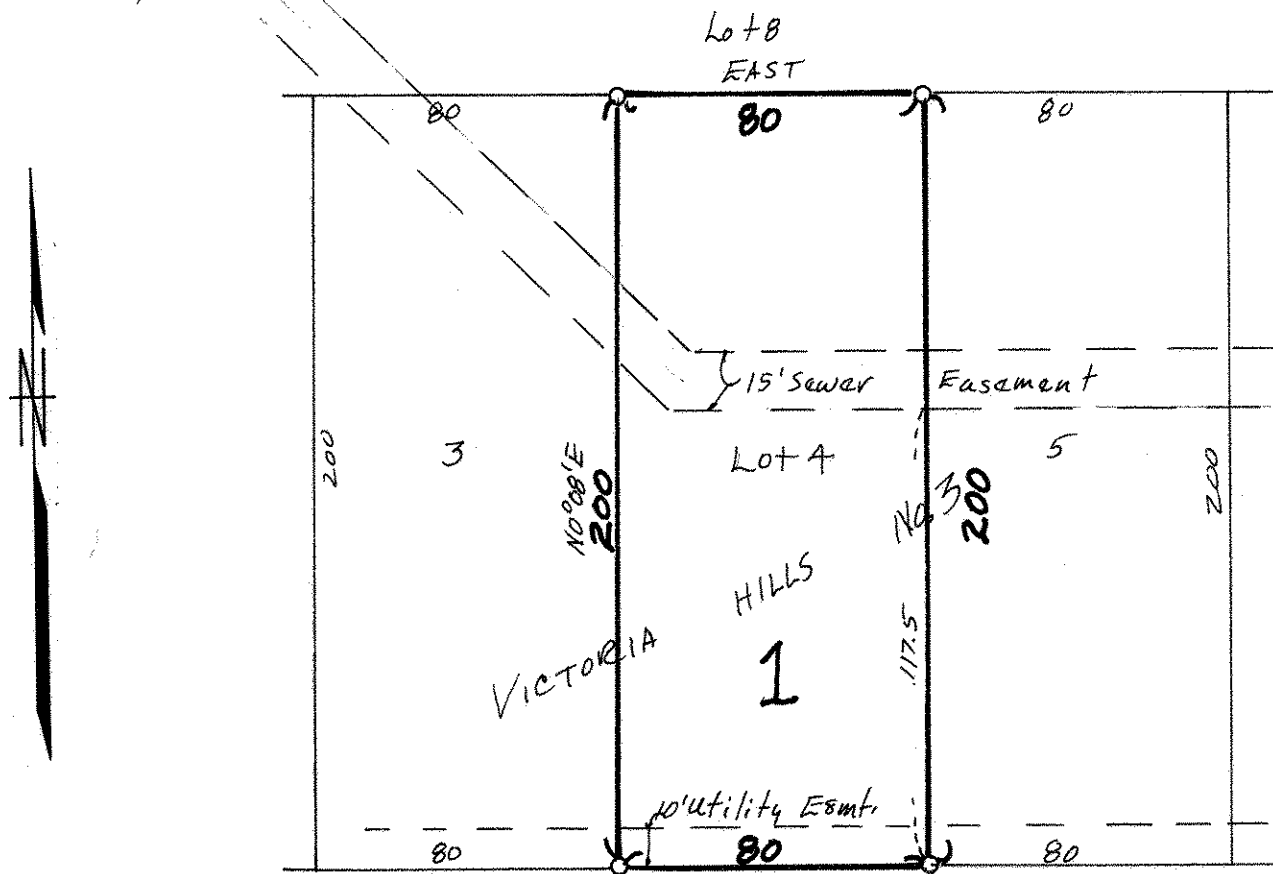 Lot 8
EAST
80
80
80
15' Sewer Easement
N
200
3
Lot 4
5
N0°08'E
200
No. 3
200
200
HILLS
VICTORIA
117.5
1
10' Utility Esmt.
80
80
80